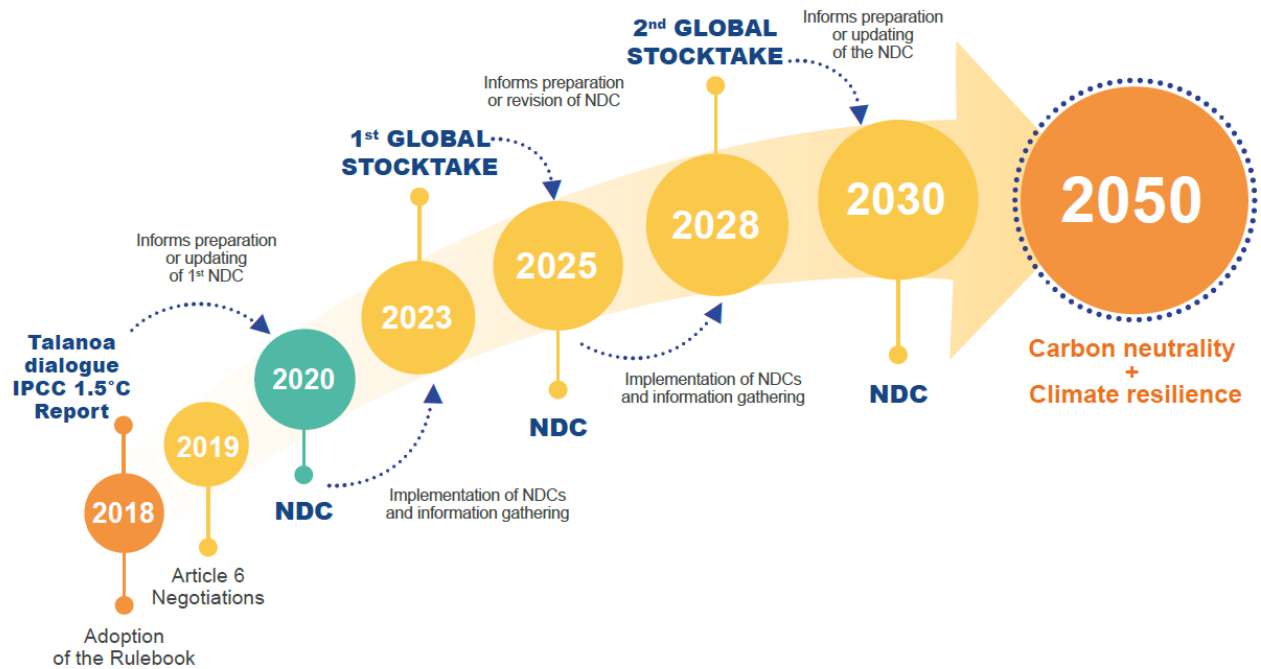 Talanoa
dialogue
IPCC 1.5°C
Report
2018
Adoption
of the Rulebook
2019
Article 6
Negotiations
Informs preparation
or updating
of 1st NDC
2020
NDC
Implementation of NDCs
and information gathering
1st GLOBAL
STOCKTAKE
2023
Informs preparation
or revision of NDC
2025
NDC
Implementation of NDCs
and information gathering
2nd GLOBAL
STOCKTAKE
2028
Informs preparation
or updating
of the NDC
2030
NDC
2050
Carbon neutrality
+
Climate resilience